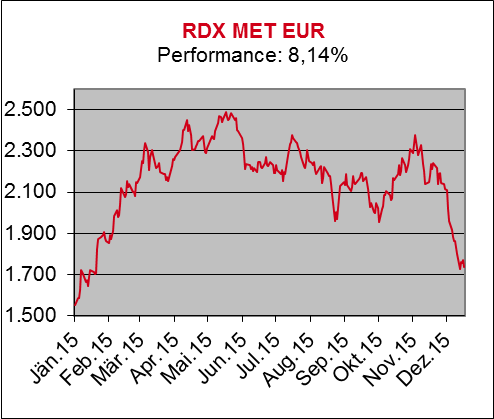 RDX MET EUR
Performance: 8,14%
2.500
2.300
2.100
1.900
1.700
1.500
Jän.15
Feb.15
Mär.15
Apr.15
Mai.15
Jun.15
Jul.15
Aug.15
Sep.15
Okt.15
Nov.15
Dez.15